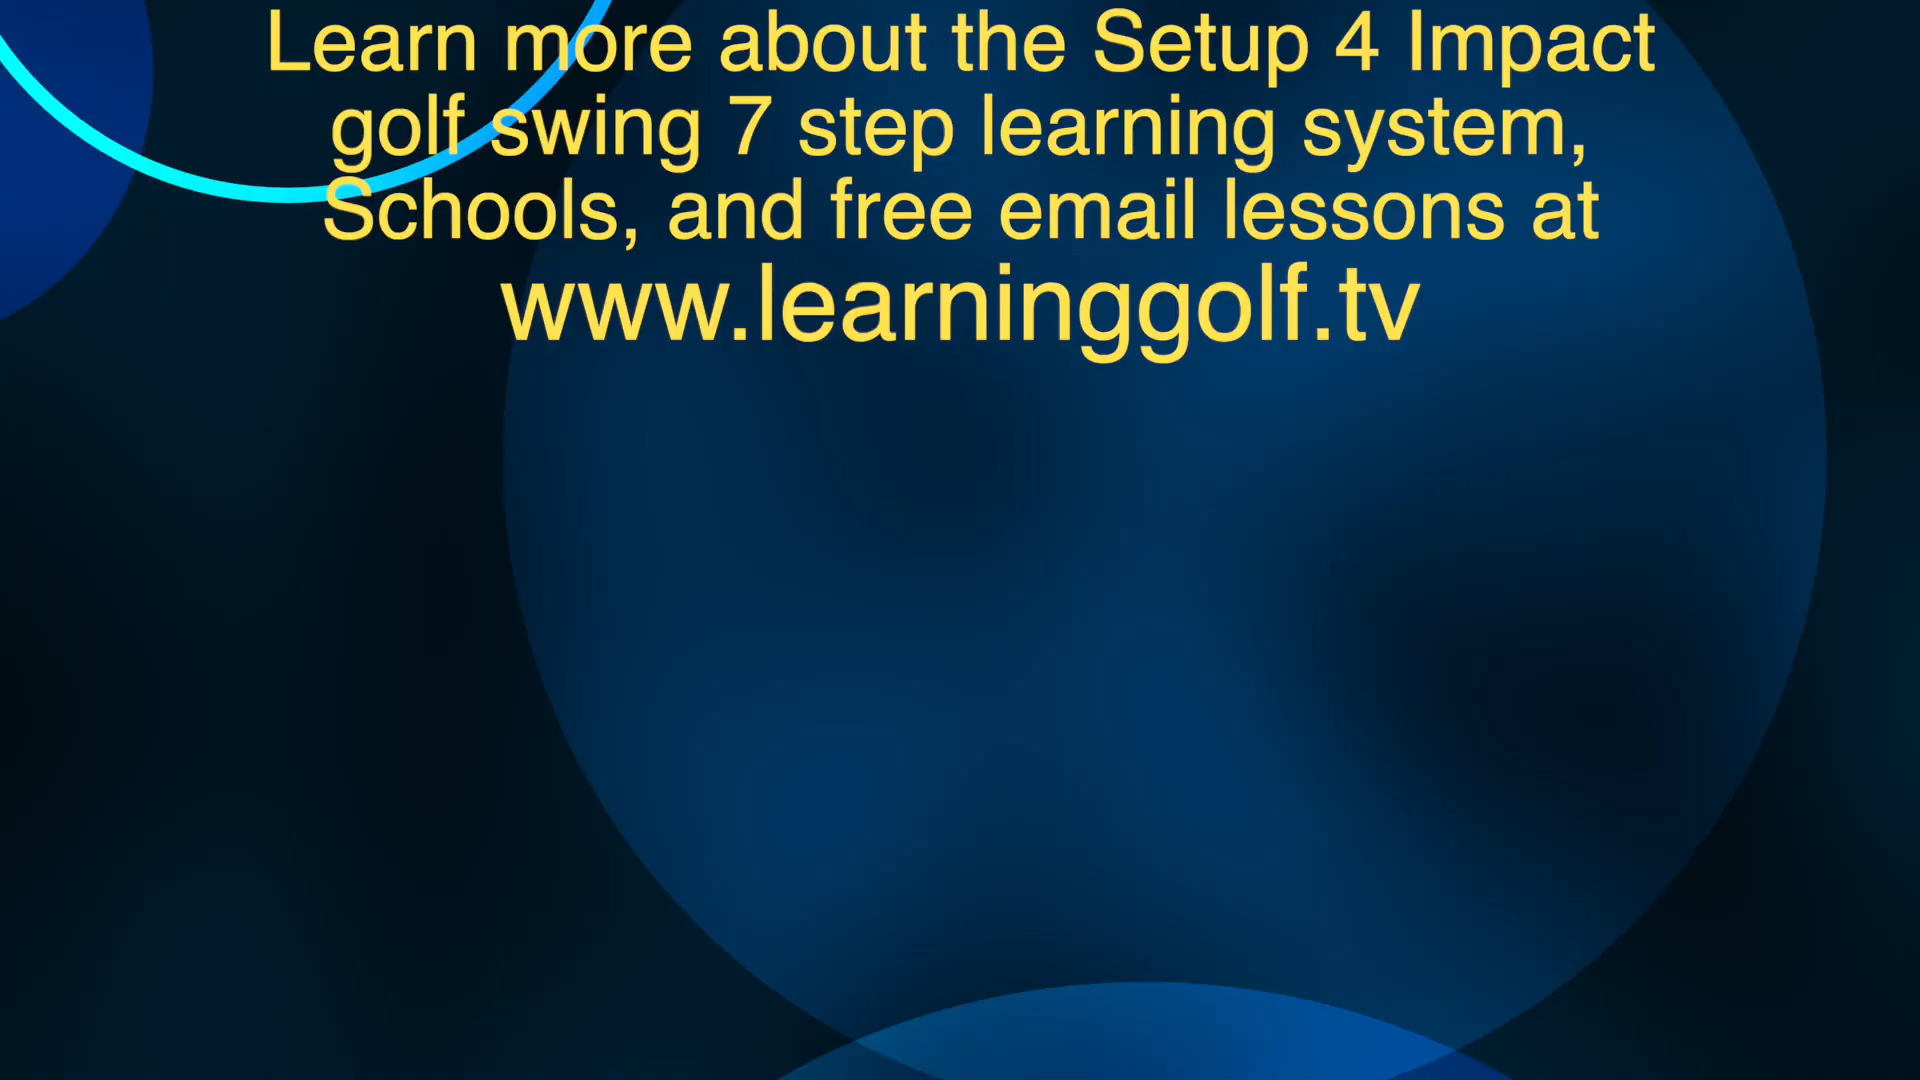 Learn more about the Setup 4 Impact
golf swing 7 step learning system,
Schools, and free email lessons at
www.learninggolf.tv